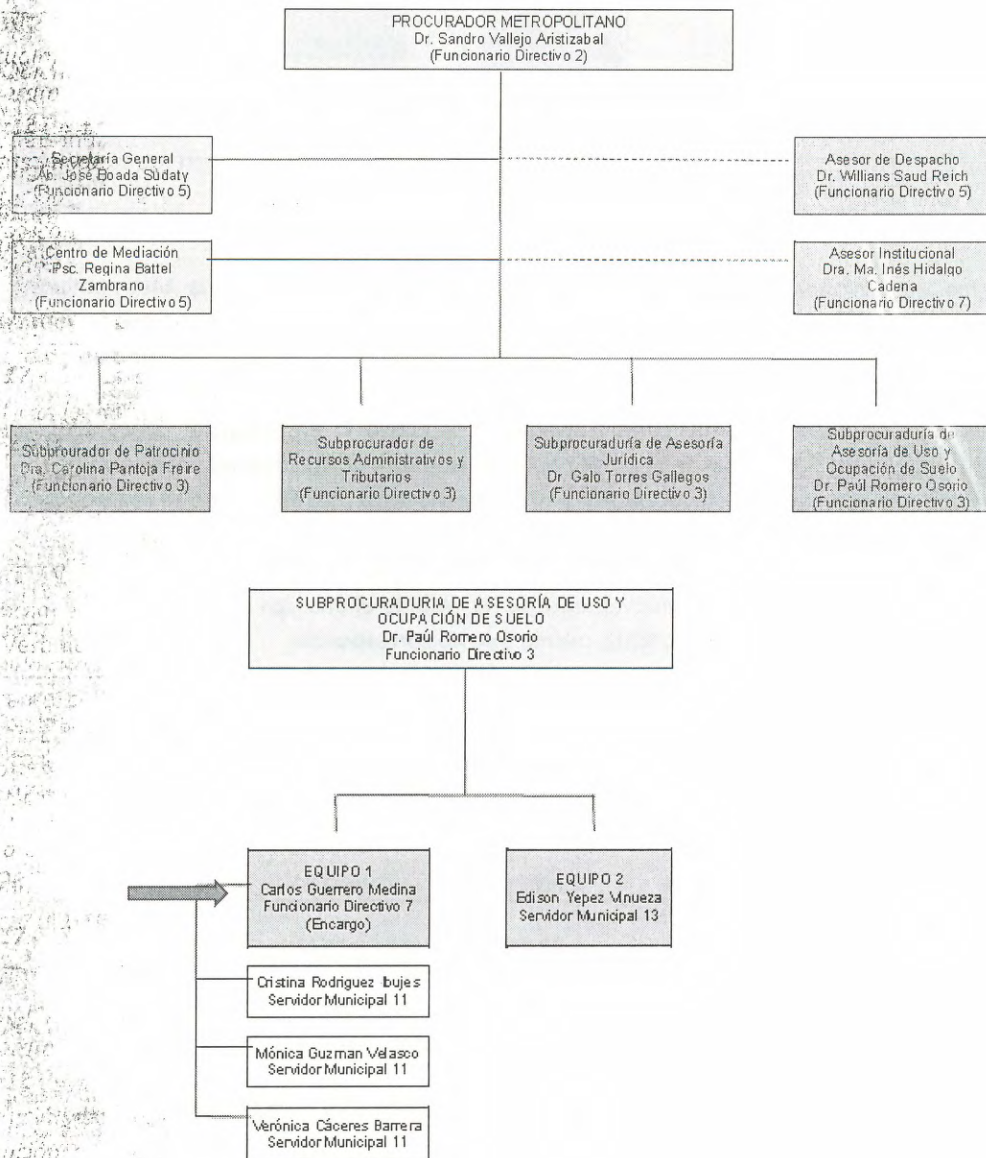 PROCURADOR METROPOLITANO
Dr. Sandro Vallejo Aristizabal
(Funcionario Directivo 2)
Secretaría General
Ab. José Boada Sudaty
(Funcionario Directivo 5)
Asesor de Despacho
Dr. Willians Saud Reich
(Funcionario Directivo 5)
Centro de Mediación
Psc. Regina Battel
Zambrano
(Funcionario Directivo 5)
Asesor Institucional
Dra. Ma. Inés Hidalgo
Cadena
(Funcionario Directivo 7)
Subprourador de Patrocinio
Dra. Carolina Pantoja Freire
(Funcionario Directivo 3)
Subprocurador de
Recursos Administrativos y
Tributarios
(Funcionario Directivo 3)
Subprocuraduría de Asesoría
Jurídica
Dr. Galo Torres Gallegos
(Funcionario Directivo 3)
Subprocuraduría de
Asesoría de Uso y
Ocupación de Suelo
Dr. Paúl Romero Osorio
(Funcionario Directivo 3)
SUBPROCURADURIA DE ASESORÍA DE USO Y
OCUPACIÓN DE SUELO
Dr. Paúl Romero Osorio
Funcionario Directivo 3
EQUIPO 1
Carlos Guerrero Medina
Funcionario Directivo 7
(Encargo)
EQUIPO 2
Edison Yepez Vinueza
Servidor Municipal 13
Cristina Rodriguez Ibujes
Servidor Municipal 11
Mónica Guzman Velasco
Servidor Municipal 11
Verónica Cáceres Barrera
Servidor Municipal 11